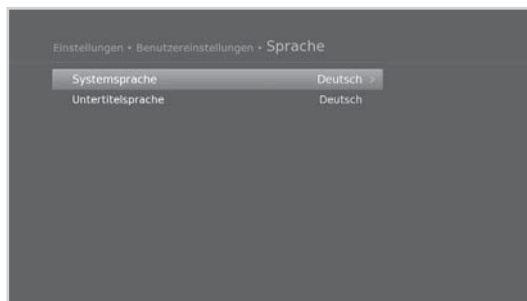 Einstellungen • Benutzereinstellungen • Sprache
Systemsprache Deutsch >
Untertitelsprache Deutsch